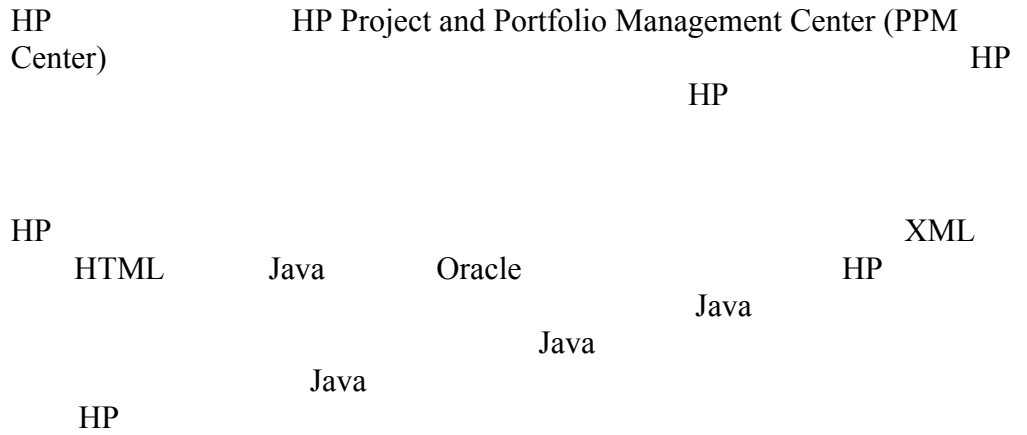 HP HP Project and Portfolio Management Center (PPM
Center) HP
HP
HP XML
HTML Java Oracle HP
Java
Java
Java
HP